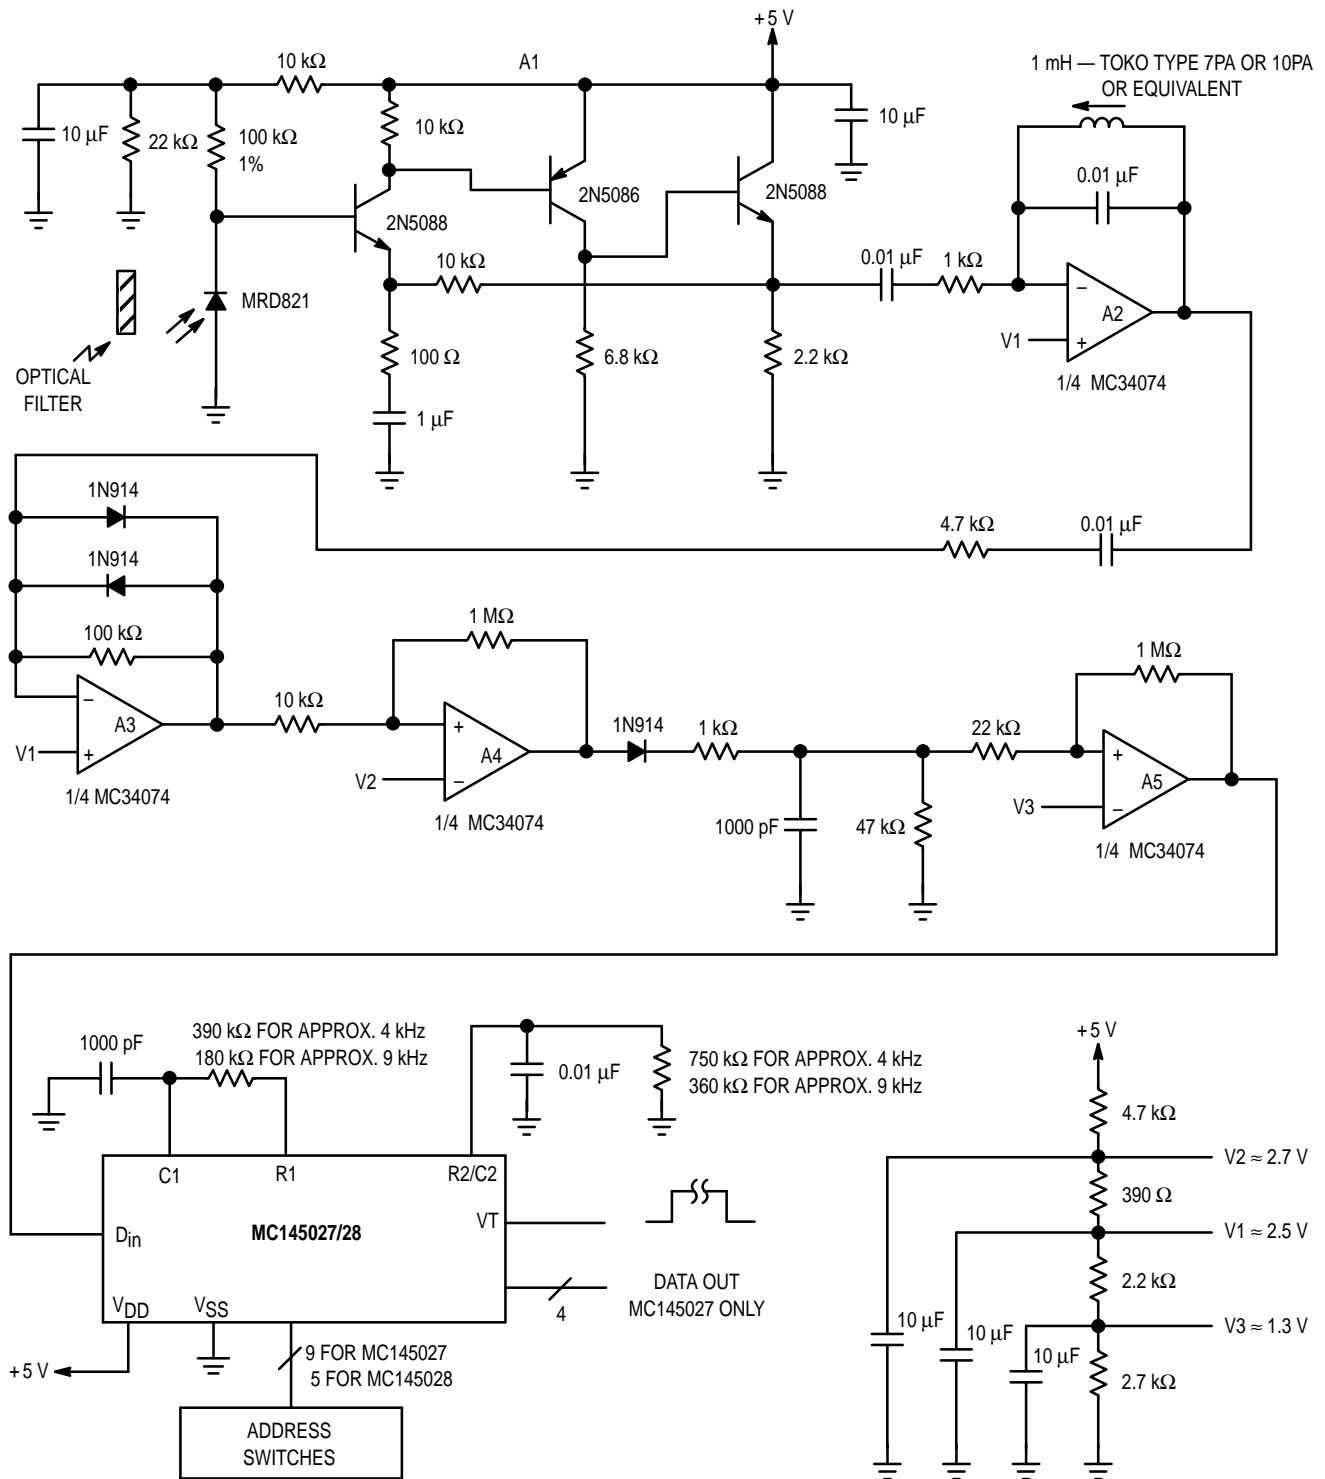 +5 V
10 kΩ
A1
1 mH — TOKO TYPE 7PA OR 10PA
OR EQUIVALENT
10 µF
22 kΩ
100 kΩ
1%
10 kΩ
10 µF
2N5088
2N5086
2N5088
0.01 µF
10 kΩ
0.01 µF
1 kΩ
MRD821
–
A2
V1
+
1/4 MC34074
OPTICAL
FILTER
100 Ω
6.8 kΩ
2.2 kΩ
1 µF
1N914
1N914
100 kΩ
4.7 kΩ
0.01 µF
–
A3
V1
+
1/4 MC34074
10 kΩ
1 MΩ
+
A4
V2
–
1/4 MC34074
1N914
1 kΩ
1000 pF
47 kΩ
22 kΩ
1 MΩ
+
A5
V3
–
1/4 MC34074
1000 pF
390 kΩ FOR APPROX. 4 kHz
180 kΩ FOR APPROX. 9 kHz
0.01 µF
750 kΩ FOR APPROX. 4 kHz
360 kΩ FOR APPROX. 9 kHz
C1
R1
R2/C2
Din
MC145027/28
VT
VDD
VSS
DATA OUT
MC145027 ONLY
4
+5 V
9 FOR MC145027
5 FOR MC145028
ADDRESS
SWITCHES
+5 V
4.7 kΩ
V2 ≈ 2.7 V
390 Ω
V1 ≈ 2.5 V
2.2 kΩ
V3 ≈ 1.3 V
10 µF
10 µF
10 µF
2.7 kΩ